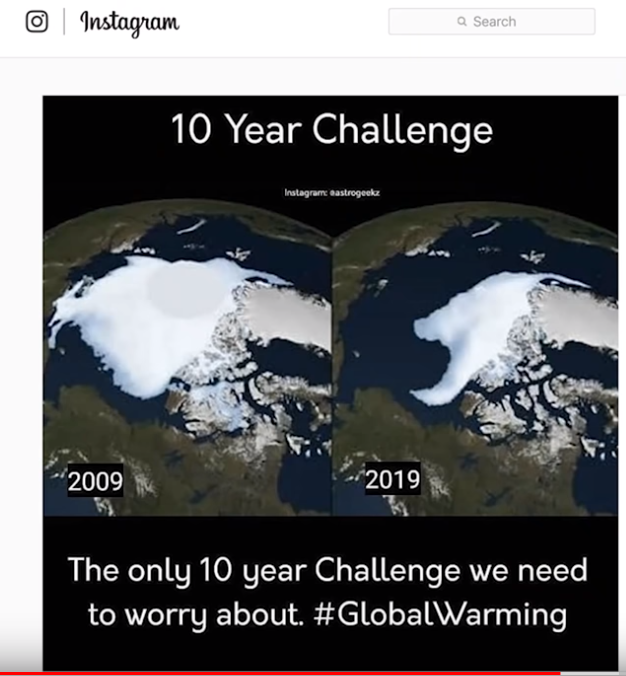 Instagram
Search
10 Year Challenge
Instagram: @astrogeekz
2009
2019
The only 10 year Challenge we need
to worry about. #GlobalWarming